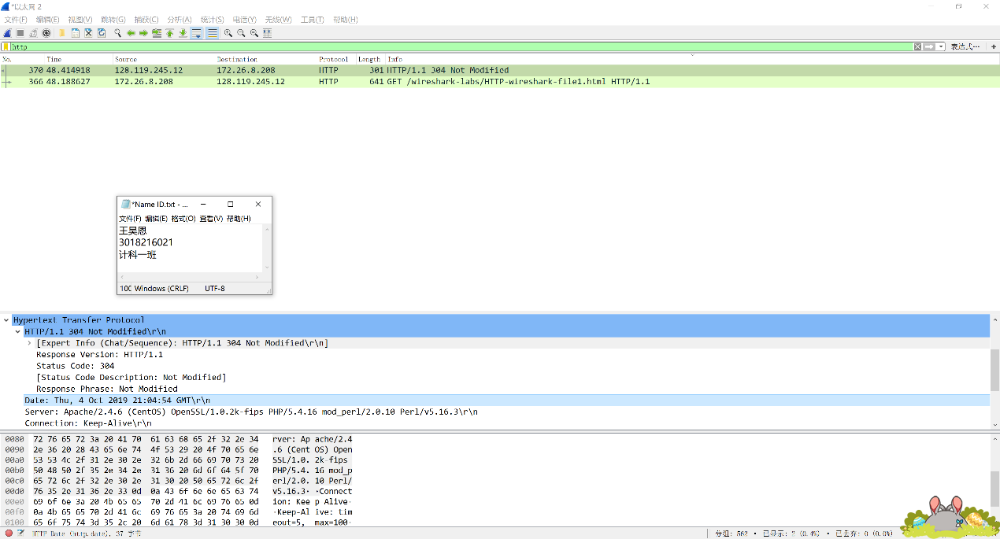 *以太网 2
文件(F) 编辑(E) 视图(V) 跳转(G) 捕获(C) 分析(A) 统计(S) 电话(Y) 无线(W) 工具(T) 帮助(H)
http 表达式… +
No. Time Source Destination Protocol Length Info
370 48.414918 128.119.245.12 172.26.8.208 HTTP 301 HTTP/1.1 304 Not Modified
366 48.188627 172.26.8.208 128.119.245.12 HTTP 641 GET /wireshark-labs/HTTP-wireshark-file1.html HTTP/1.1
*Name ID.txt - ...
文件(F) 编辑(E) 格式(O) 查看(V) 帮助(H)
王昊恩
3018216021
计科一班
100 Windows (CRLF) UTF-8
Hypertext Transfer Protocol
HTTP/1.1 304 Not Modified\r\n
[Expert Info (Chat/Sequence): HTTP/1.1 304 Not Modified\r\n]
Response Version: HTTP/1.1
Status Code: 304
[Status Code Description: Not Modified]
Response Phrase: Not Modified
Date: Thu, 4 Oct 2019 21:04:54 GMT\r\n
Server: Apache/2.4.6 (CentOS) OpenSSL/1.0.2k-fips PHP/5.4.16 mod_perl/2.0.10 Perl/v5.16.3\r\n
Connection: Keep-Alive\r\n
0080 72 76 65 72 3a 20 41 70 61 63 68 65 2f 32 2e 34 rver: Ap ache/2.4
0090 2e 36 20 28 43 65 6e 74 4f 53 29 20 4f 70 65 6e .6 (Cent OS) Open
00a0 53 53 4c 2f 31 2e 30 2e 32 6b 2d 66 69 70 73 20 SSL/1.0. 2k-fips
00b0 50 48 50 2f 35 2e 34 2e 31 36 20 6d 6f 64 5f 70 PHP/5.4. 16 mod_p
00c0 65 72 6c 2f 32 2e 30 2e 31 30 20 50 65 72 6c 2f erl/2.0. 10 Perl/
00d0 76 35 2e 31 36 2e 33 0d 0a 43 6f 6e 6e 65 63 74 v5.16.3· ·Connect
00e0 69 6f 6e 3a 20 4b 65 65 70 2d 41 6c 69 76 65 0d ion: Kee p-Alive·
00f0 0a 4b 65 65 70 2d 41 6c 69 76 65 3a 20 74 69 6d ·Keep-Al ive: tim
0100 65 6f 75 74 3d 35 2c 20 6d 61 78 3d 31 30 30 0d eout=5, max=100·
HTTP Date (http.date), 37 字节 分组: 562 · 已显示: 2 (0.4%) · 已丢弃: 0 (0.0%)